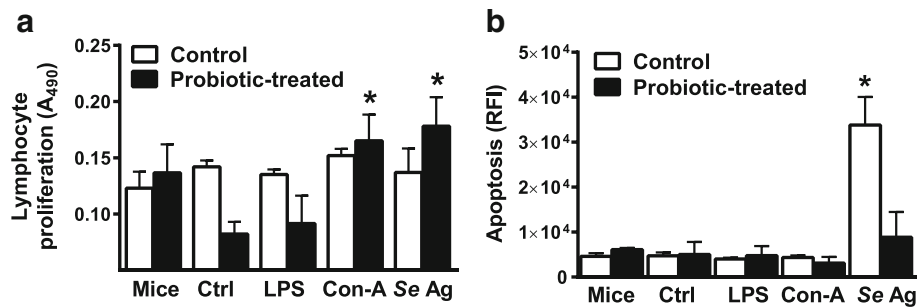 a
Lymphocyte
proliferation (A490)
0.25
0.20
0.15
0.10
Control
Probiotic-treated
*
*
Mice Ctrl LPS Con-A Se Ag
b
Apoptosis (RFI)
5×10⁴
4×10⁴
3×10⁴
2×10⁴
1×10⁴
0
Control
Probiotic-treated
*
Mice Ctrl LPS Con-A Se Ag